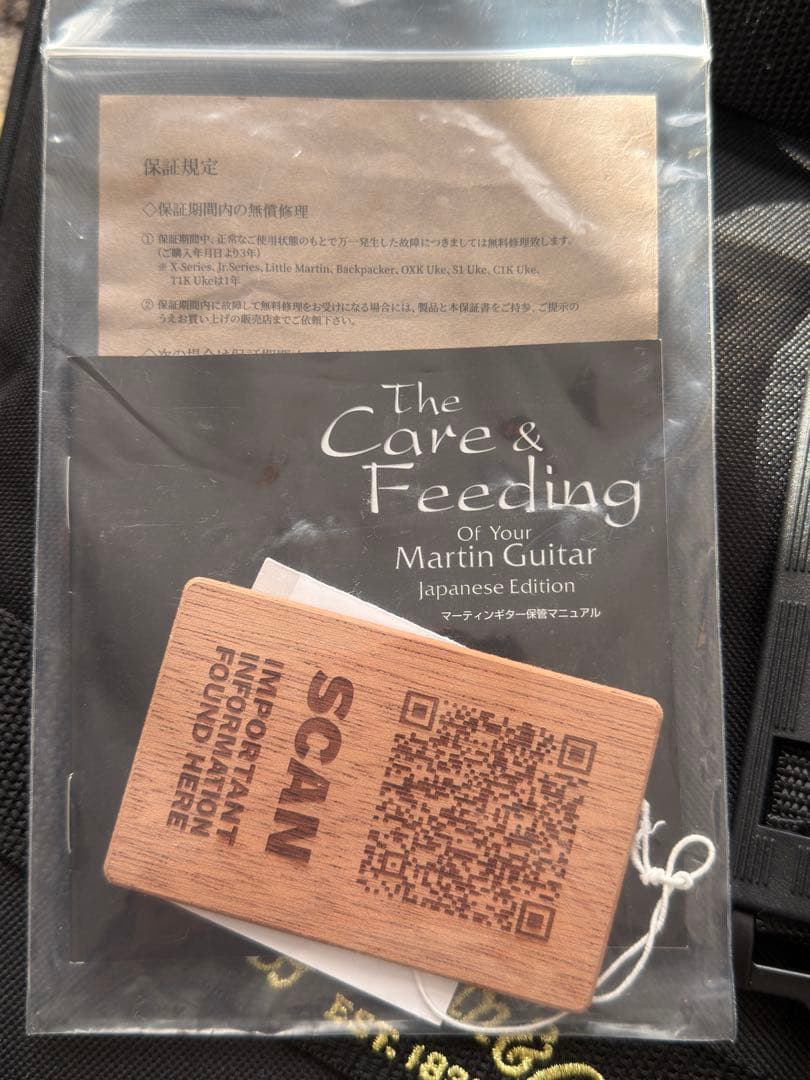 保証規定
◇保証期間内の無償修理
① 保証期間中、正常なご使用状態のもとで万一発生した故障につきましては無料修理致します。
（ご購入年月日より3年）
※ X-Series、Jr.Series、Little Martin、Backpacker、OXK Uke、S1 Uke、C1K Uke、
T1K Ukeは1年
② 保証期間内に故障して無料修理をお受けになる場合には、製品と本保証書をご持参、ご提示の
うえお買い上げの販売店までご依頼下さい。
The
Care &
Feeding
Of Your
Martin Guitar
Japanese Edition
マーティンギター保管マニュアル
SCAN
IMPORTANT
INFORMATION
FOUND HERE
EST. 183